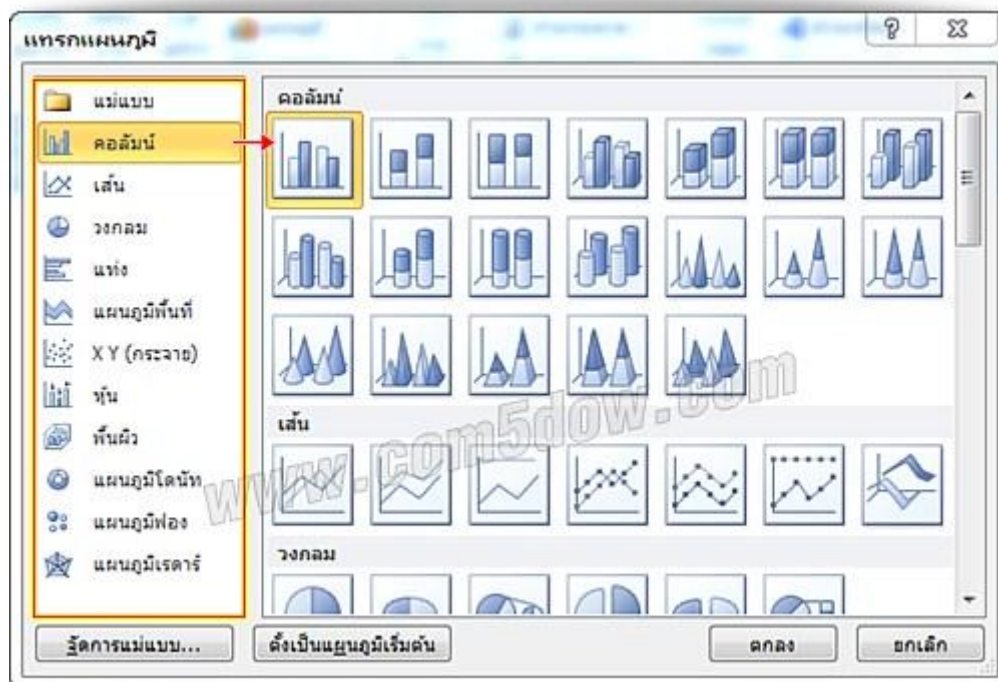 แทรกแผนภูมิ
แม่แบบ
คอลัมน์
เส้น
วงกลม
แท่ง
แผนภูมิพื้นที่
X Y (กระจาย)
หุ้น
พื้นผิว
แผนภูมิโดนัท
แผนภูมิฟอง
แผนภูมิเรดาร์
คอลัมน์
เส้น
วงกลม
www.com5dow.com
จัดการแม่แบบ...
ตั้งเป็นแผนภูมิเริ่มต้น
ตกลง
ยกเลิก